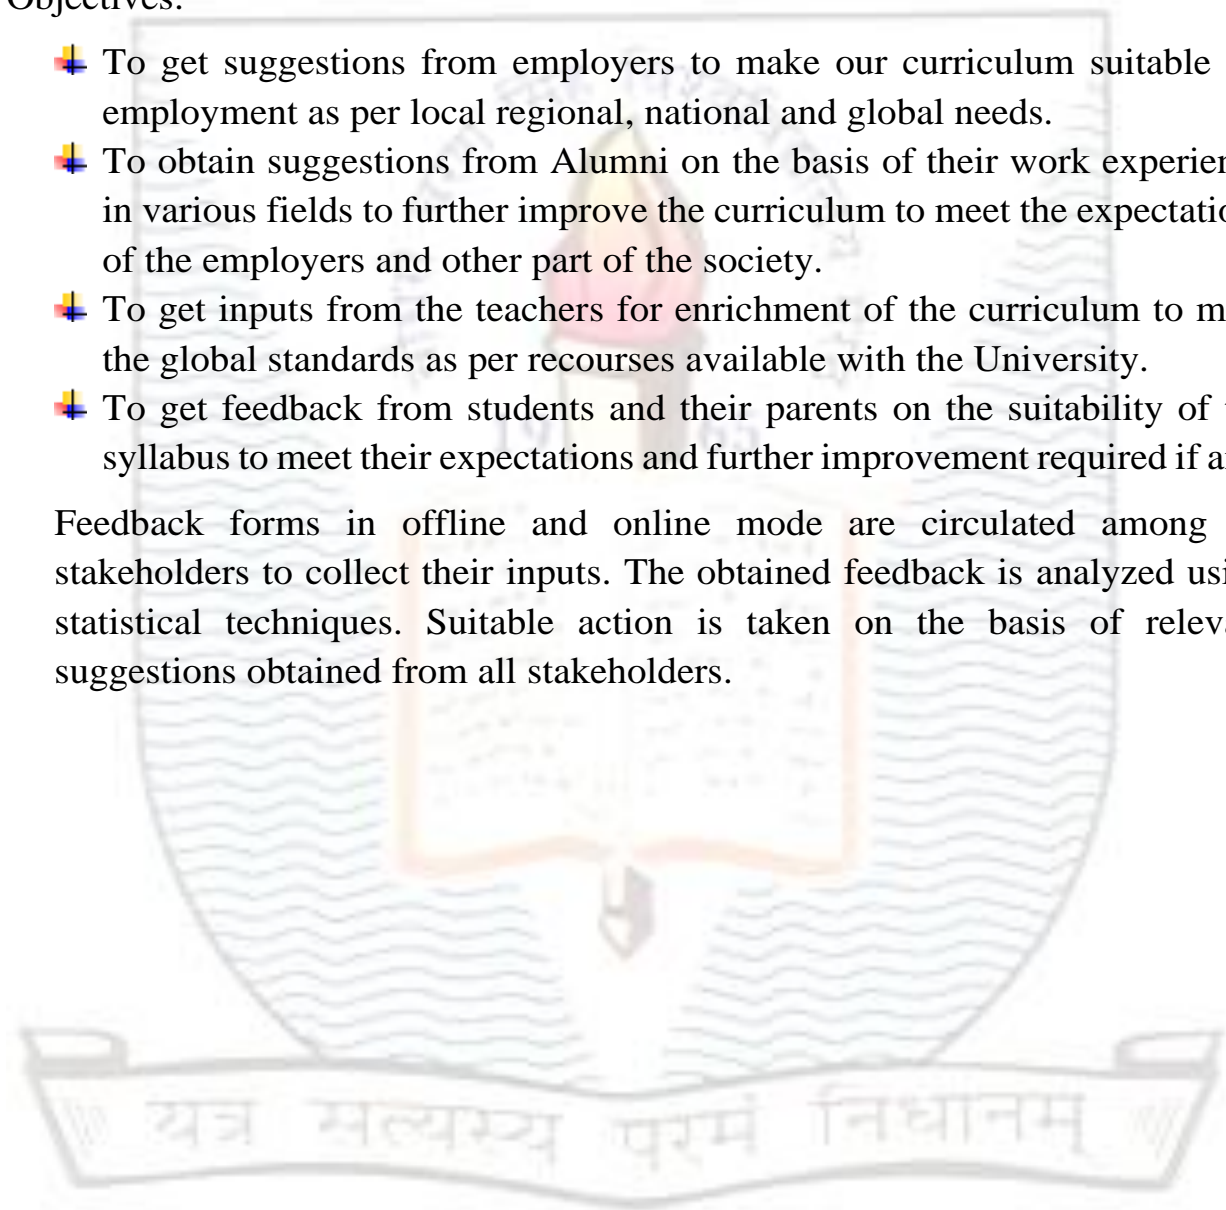 Objectives:
To get suggestions from employers to make our curriculum suitable
employment as per local regional, national and global needs.
To obtain suggestions from Alumni on the basis of their work experien
in various fields to further improve the curriculum to meet the expectatio
of the employers and other part of the society.
To get inputs from the teachers for enrichment of the curriculum to m
the global standards as per recourses available with the University.
To get feedback from students and their parents on the suitability of
syllabus to meet their expectations and further improvement required if a
Feedback forms in offline and online mode are circulated among
stakeholders to collect their inputs. The obtained feedback is analyzed usi
statistical techniques. Suitable action is taken on the basis of releva
suggestions obtained from all stakeholders.
॥ यत्र सत्यस्य परमं निधानम् ॥